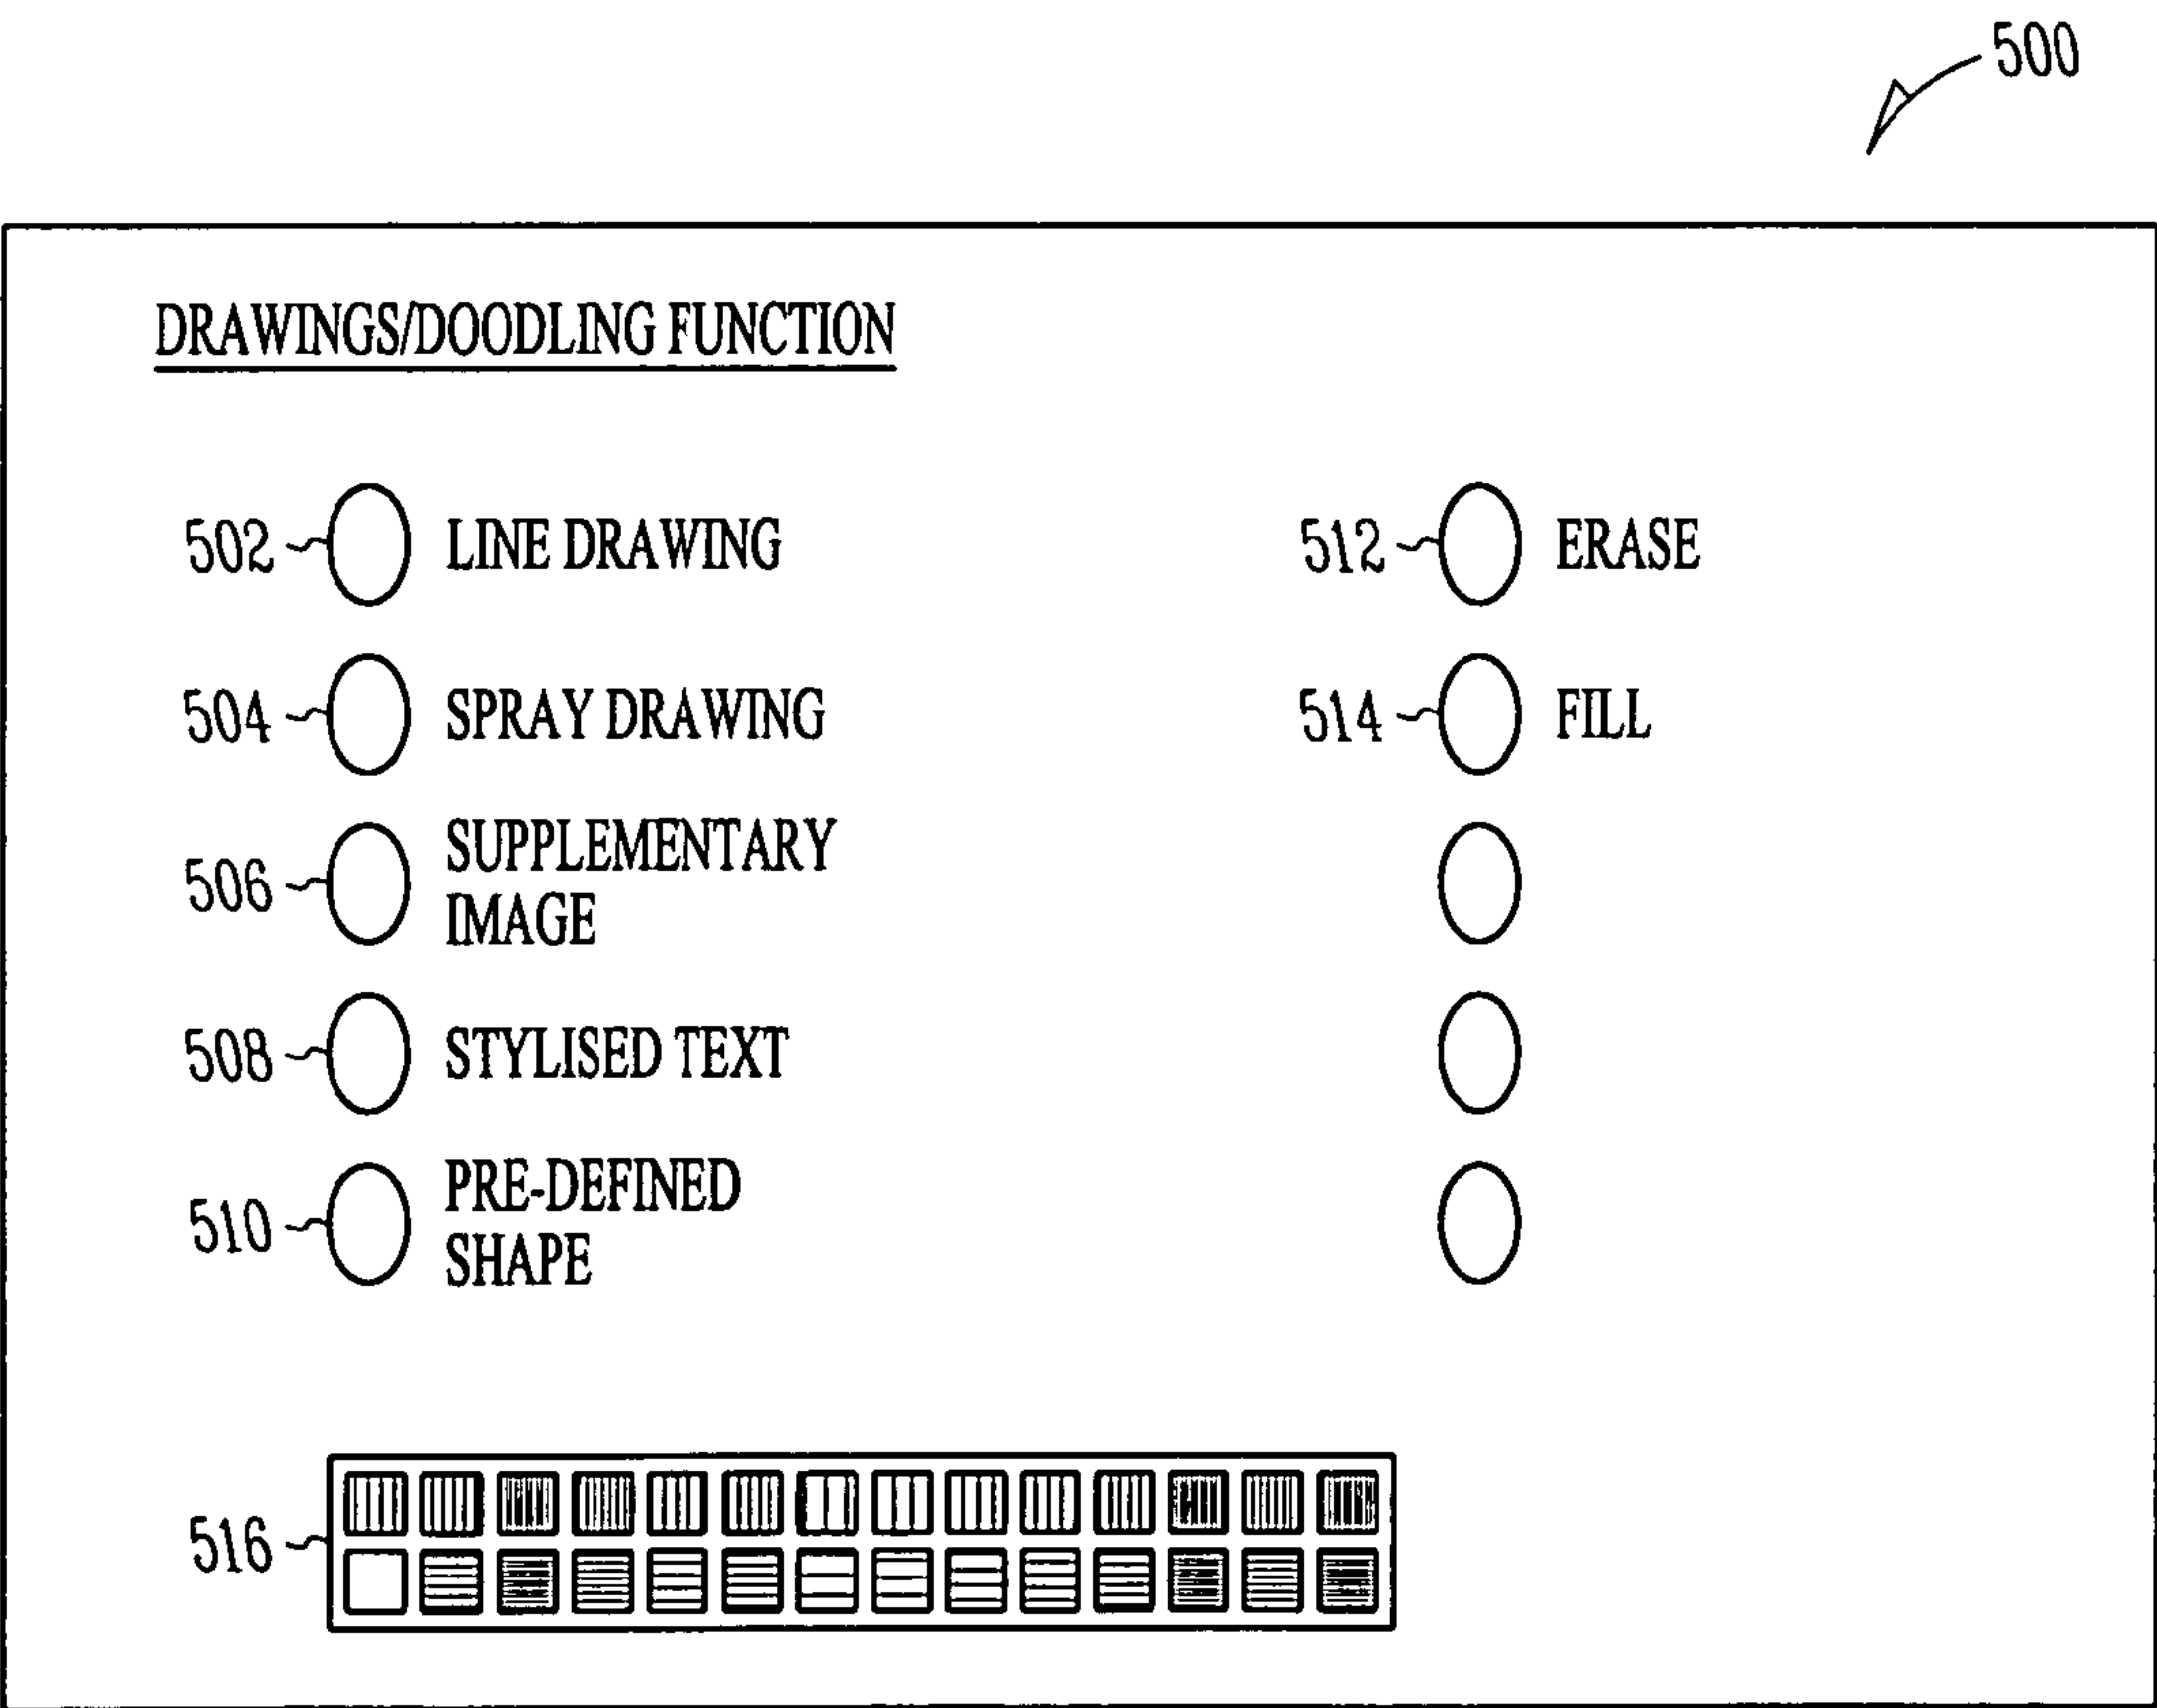 500
DRAWINGS/DOODLING FUNCTION
502 LINE DRAWING
512 ERASE
504 SPRAY DRAWING
514 FILL
506 SUPPLEMENTARY
IMAGE
508 STYLISED TEXT
510 PRE-DEFINED
SHAPE
516